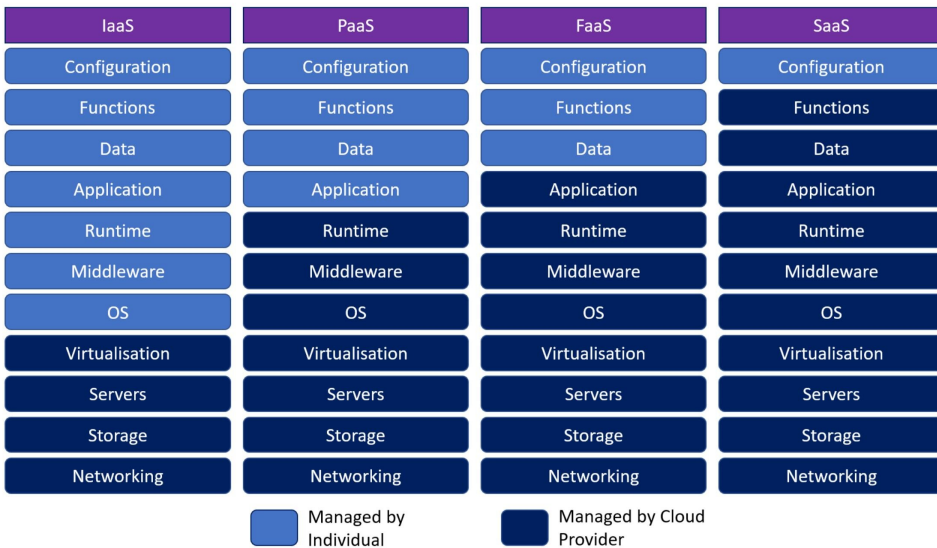 IaaS PaaS FaaS SaaS
Configuration Configuration Configuration Configuration
Functions Functions Functions Functions
Data Data Data Data
Application Application Application Application
Runtime Runtime Runtime Runtime
Middleware Middleware Middleware Middleware
OS OS OS OS
Virtualisation Virtualisation Virtualisation Virtualisation
Servers Servers Servers Servers
Storage Storage Storage Storage
Networking Networking Networking Networking
Managed by
Individual
Managed by Cloud
Provider